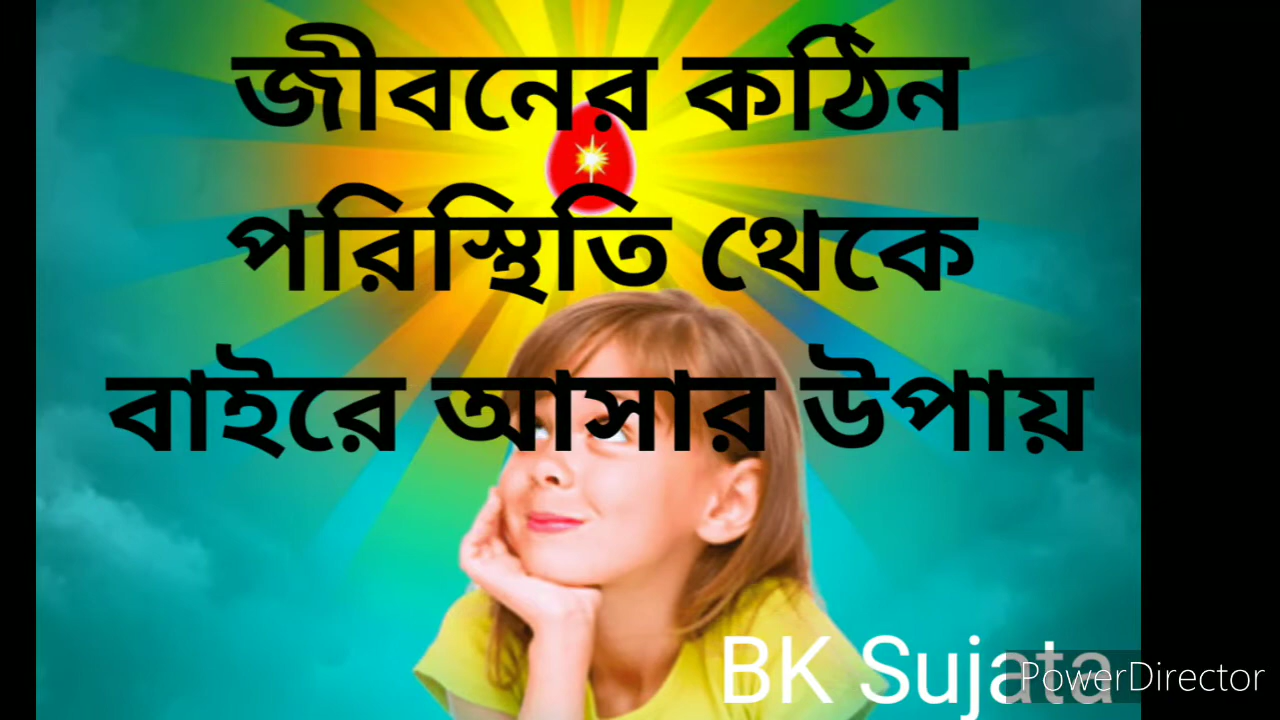 জীবনের কঠিন
পরিস্থিতি থেকে
বাইরে আসার উপায়
BK Sujata
PowerDirector